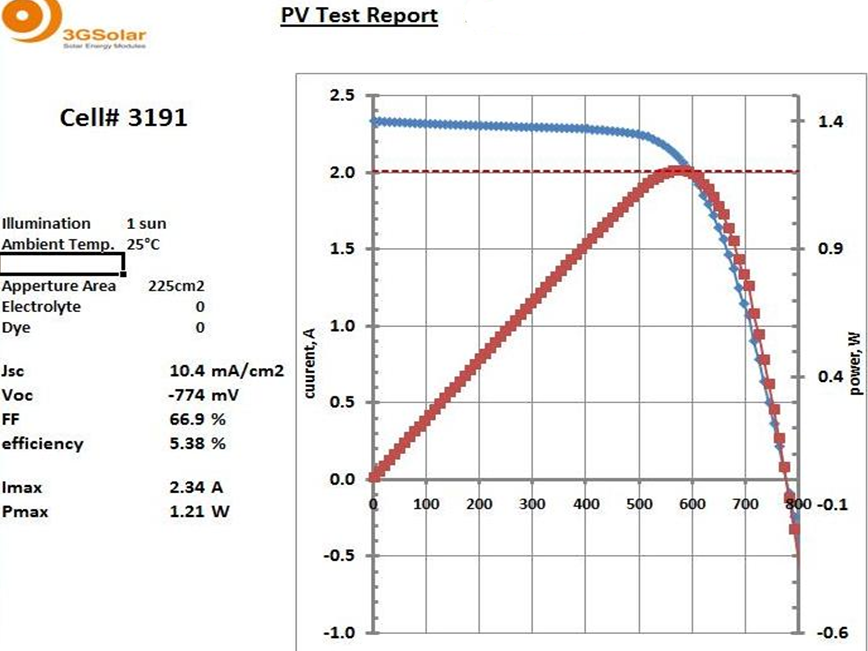 PV Test Report
3GSolar
Solar Energy Modules
Cell# 3191
Illumination 1 sun
Ambient Temp. 25°C
Apperture Area 225cm2
Electrolyte 0
Dye 0
Jsc 10.4 mA/cm2
Voc -774 mV
FF 66.9 %
efficiency 5.38 %
Imax 2.34 A
Pmax 1.21 W
2.5
2.0
1.5
1.0
0.5
0.0
-0.5
-1.0
cuurent, A
0 100 200 300 400 500 600 700 800
1.4
0.9
0.4
-0.1
-0.6
power, W